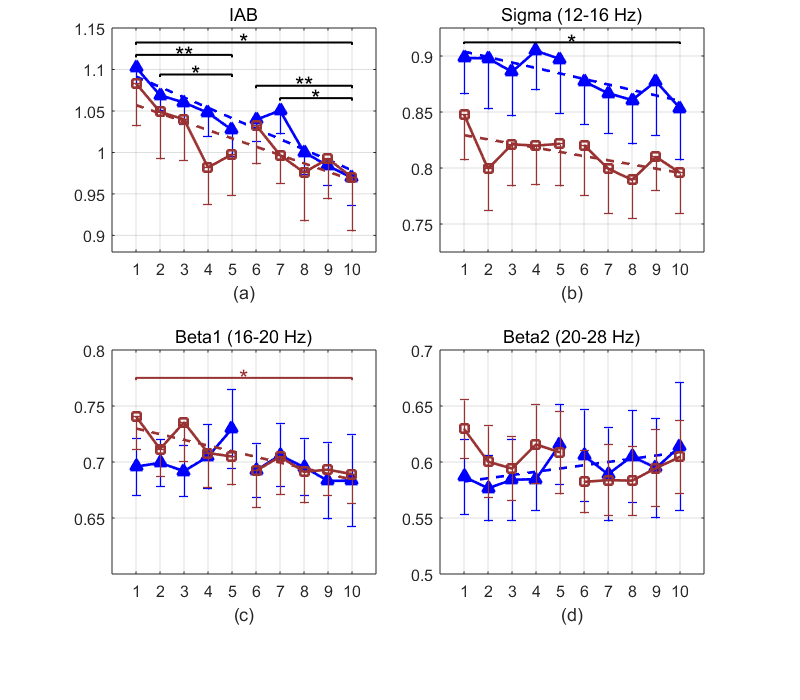 IAB
1.15
1.1
1.05
1
0.95
0.9
*
**
*
**
*
1 2 3 4 5 6 7 8 9 10
(a)
Sigma (12-16 Hz)
0.9
0.85
0.8
0.75
*
1 2 3 4 5 6 7 8 9 10
(b)
Beta1 (16-20 Hz)
0.8
0.75
0.7
0.65
*
1 2 3 4 5 6 7 8 9 10
(c)
Beta2 (20-28 Hz)
0.7
0.65
0.6
0.55
0.5
1 2 3 4 5 6 7 8 9 10
(d)